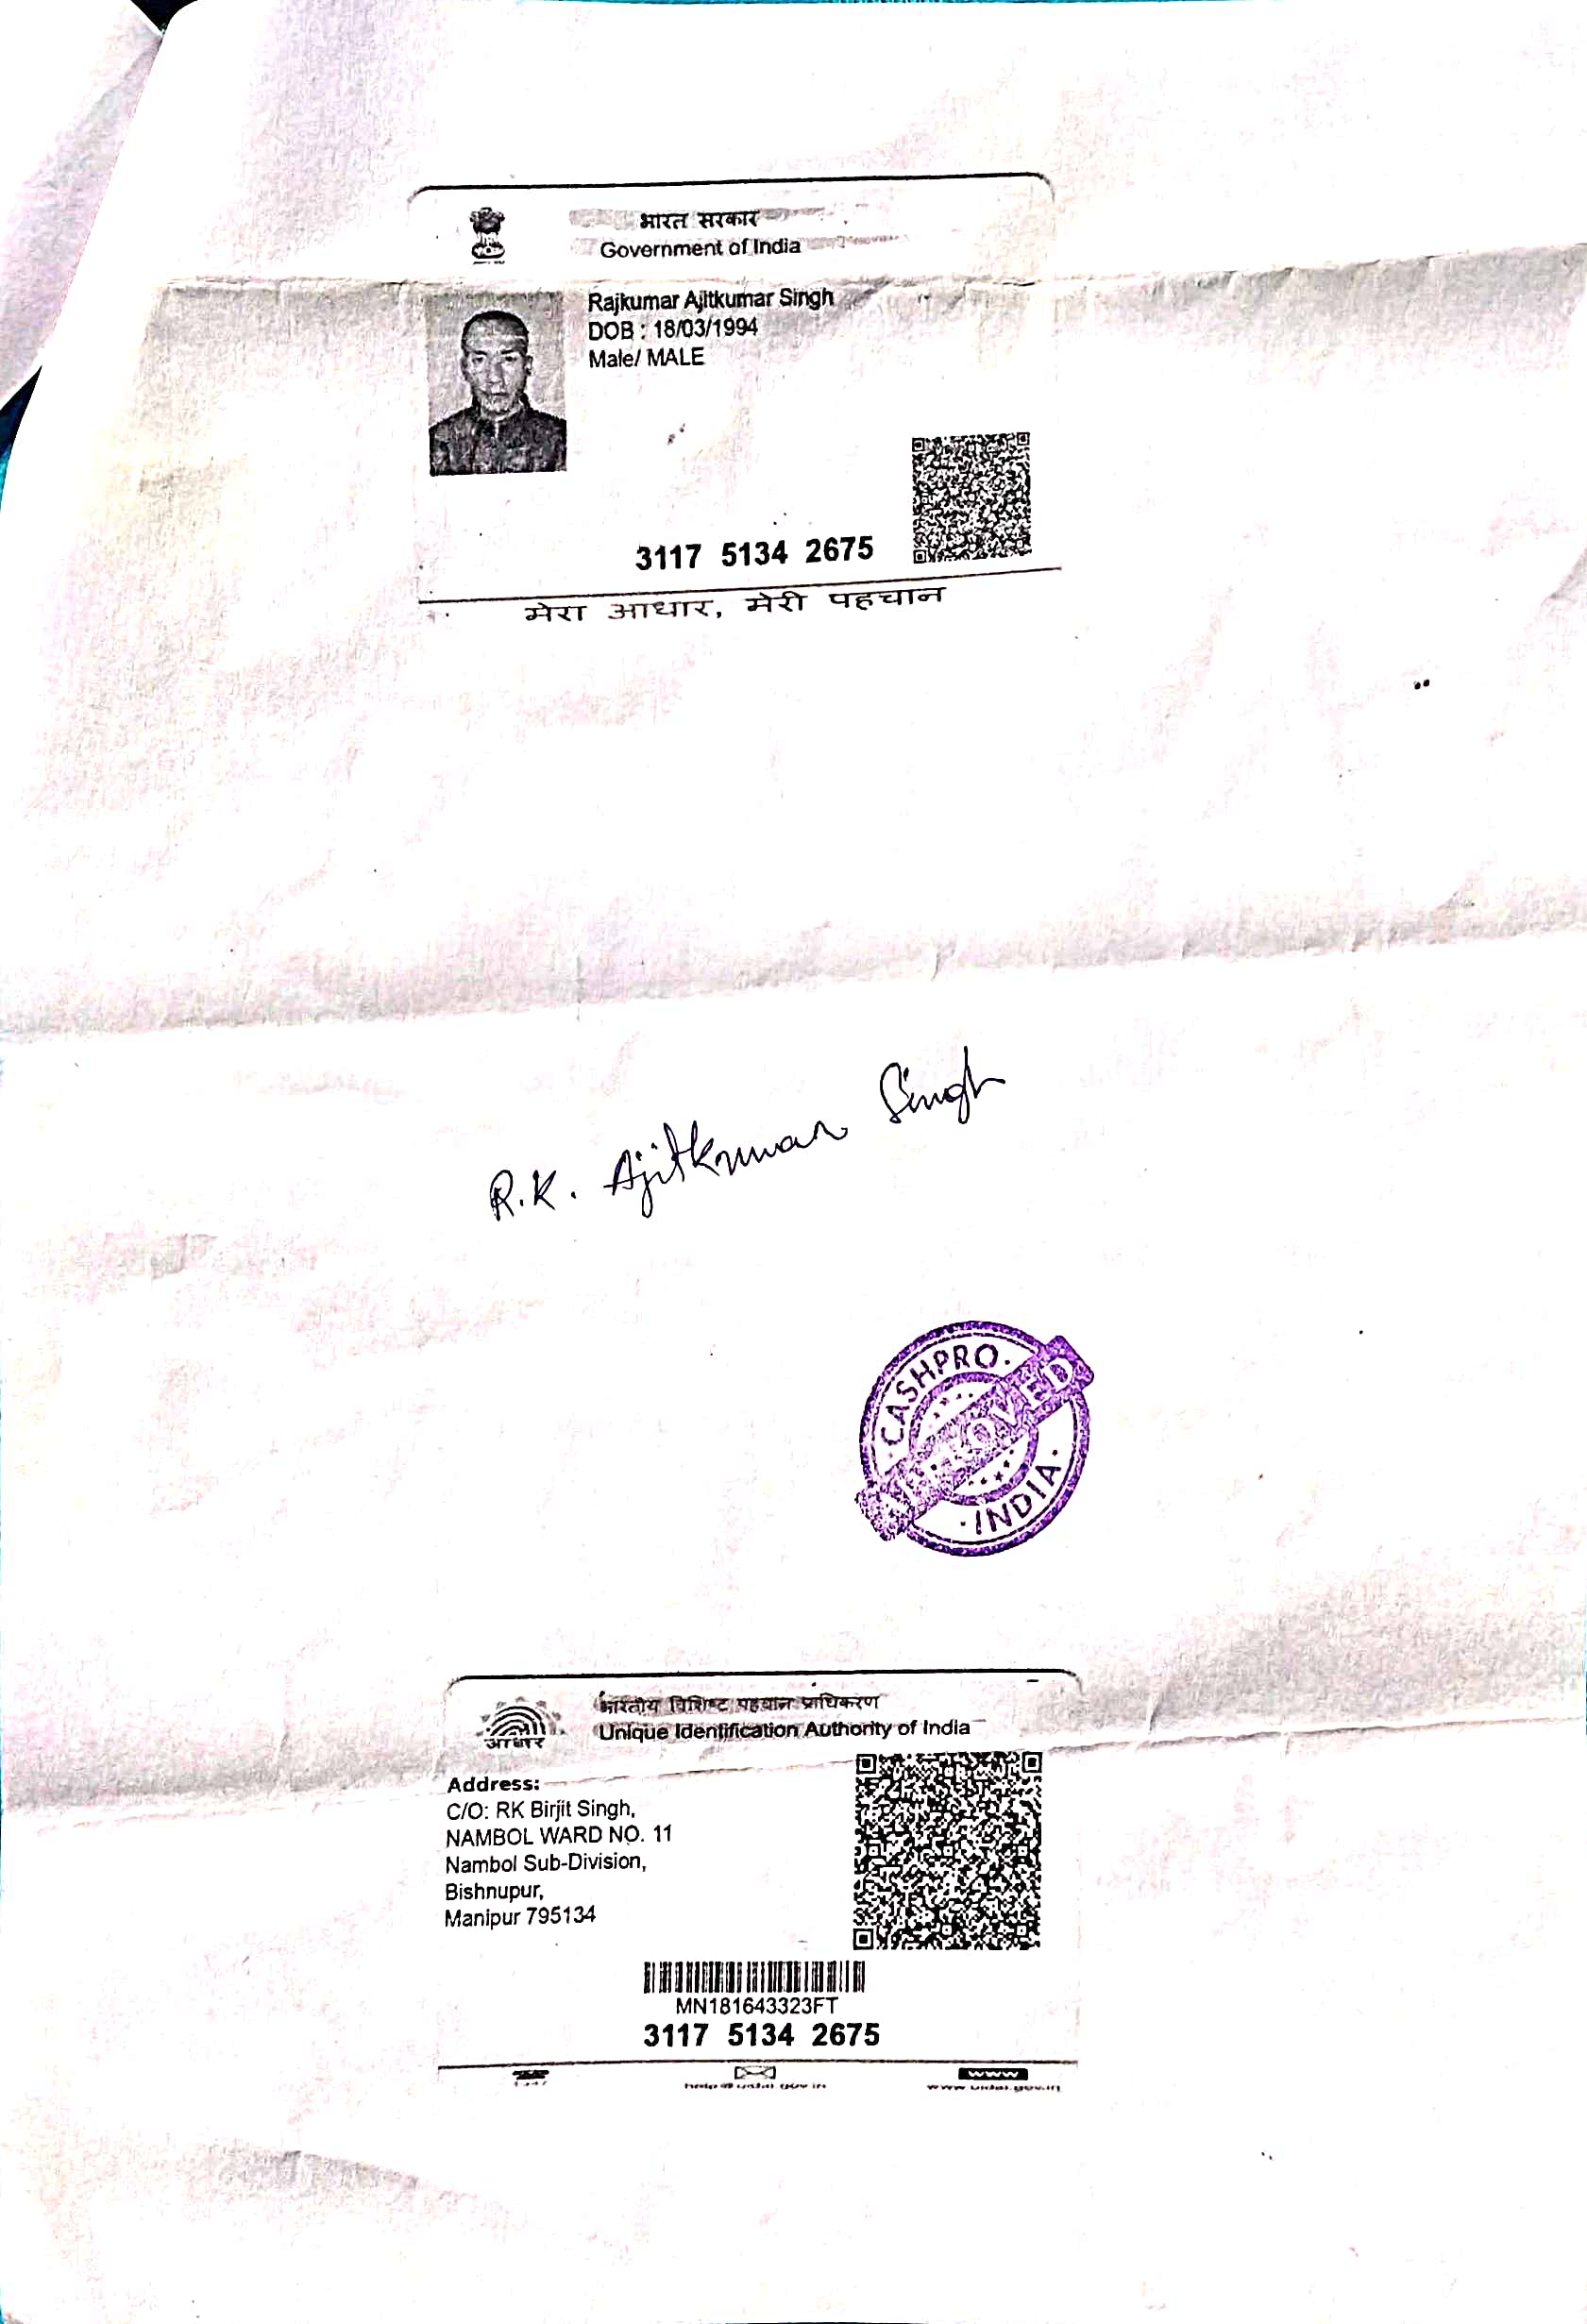 भारत सरकार
Government of India
Rajkumar Ajitkumar Singh
DOB : 18/03/1994
Male/ MALE
3117 5134 2675
मेरा आधार, मेरी पहचान
R.K. Ajitkumar Singh
CASHPRO
APPROVED
INDIA
भारतीय विशिष्ट पहचान प्राधिकरण
Unique Identification Authority of India
आधार
Address:
C/O: RK Birjit Singh,
NAMBOL WARD NO. 11
Nambol Sub-Division,
Bishnupur,
Manipur 795134
MN181643323FT
3117 5134 2675
1947
help@uidai.gov.in
www
www.uidai.gov.in